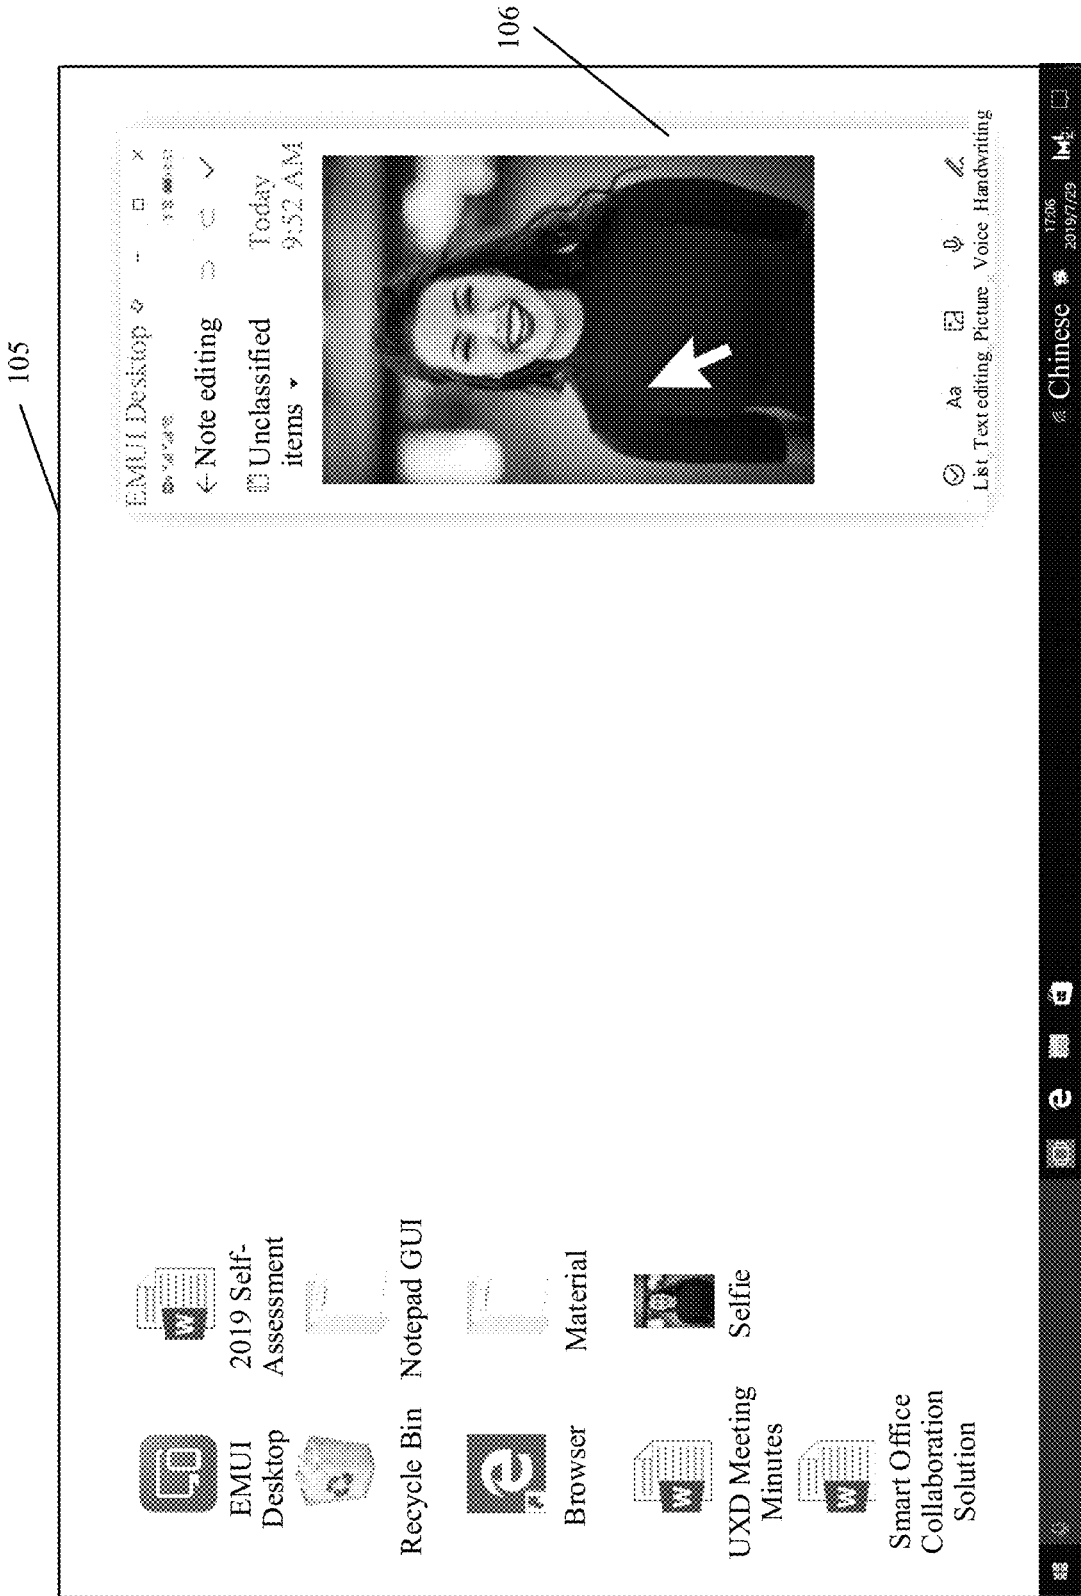 105
106
EMUI
Desktop
2019 Self-
Assessment
Recycle Bin
Notepad GUI
Browser
Material
UXD Meeting
Minutes
Selfie
Smart Office
Collaboration
Solution
EMUI Desktop
Note editing
Unclassified
items
Today
9:52 AM
Aa
List Text editing Picture Voice Handwriting
Chinese
17:06
2019/7/29